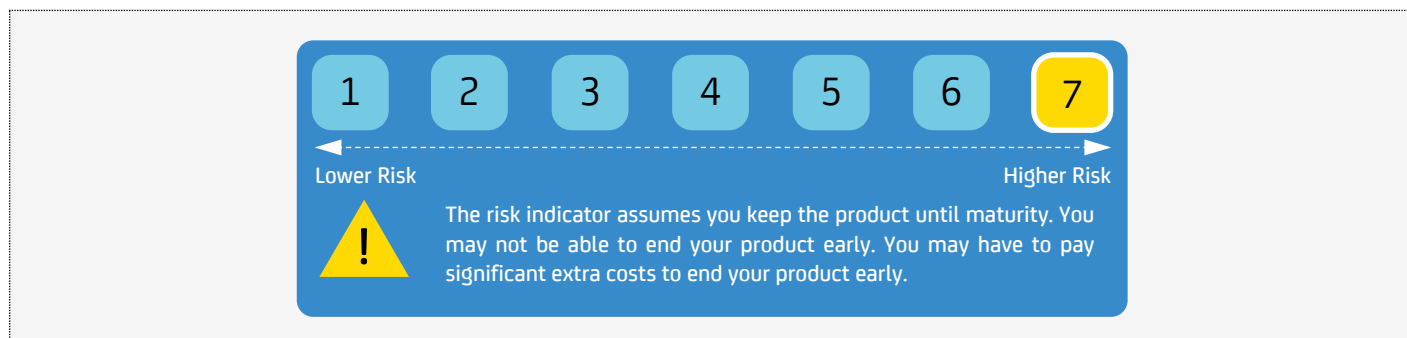 1 2 3 4 5 6 7
Lower Risk Higher Risk
! The risk indicator assumes you keep the product until maturity. You
may not be able to end your product early. You may have to pay
significant extra costs to end your product early.